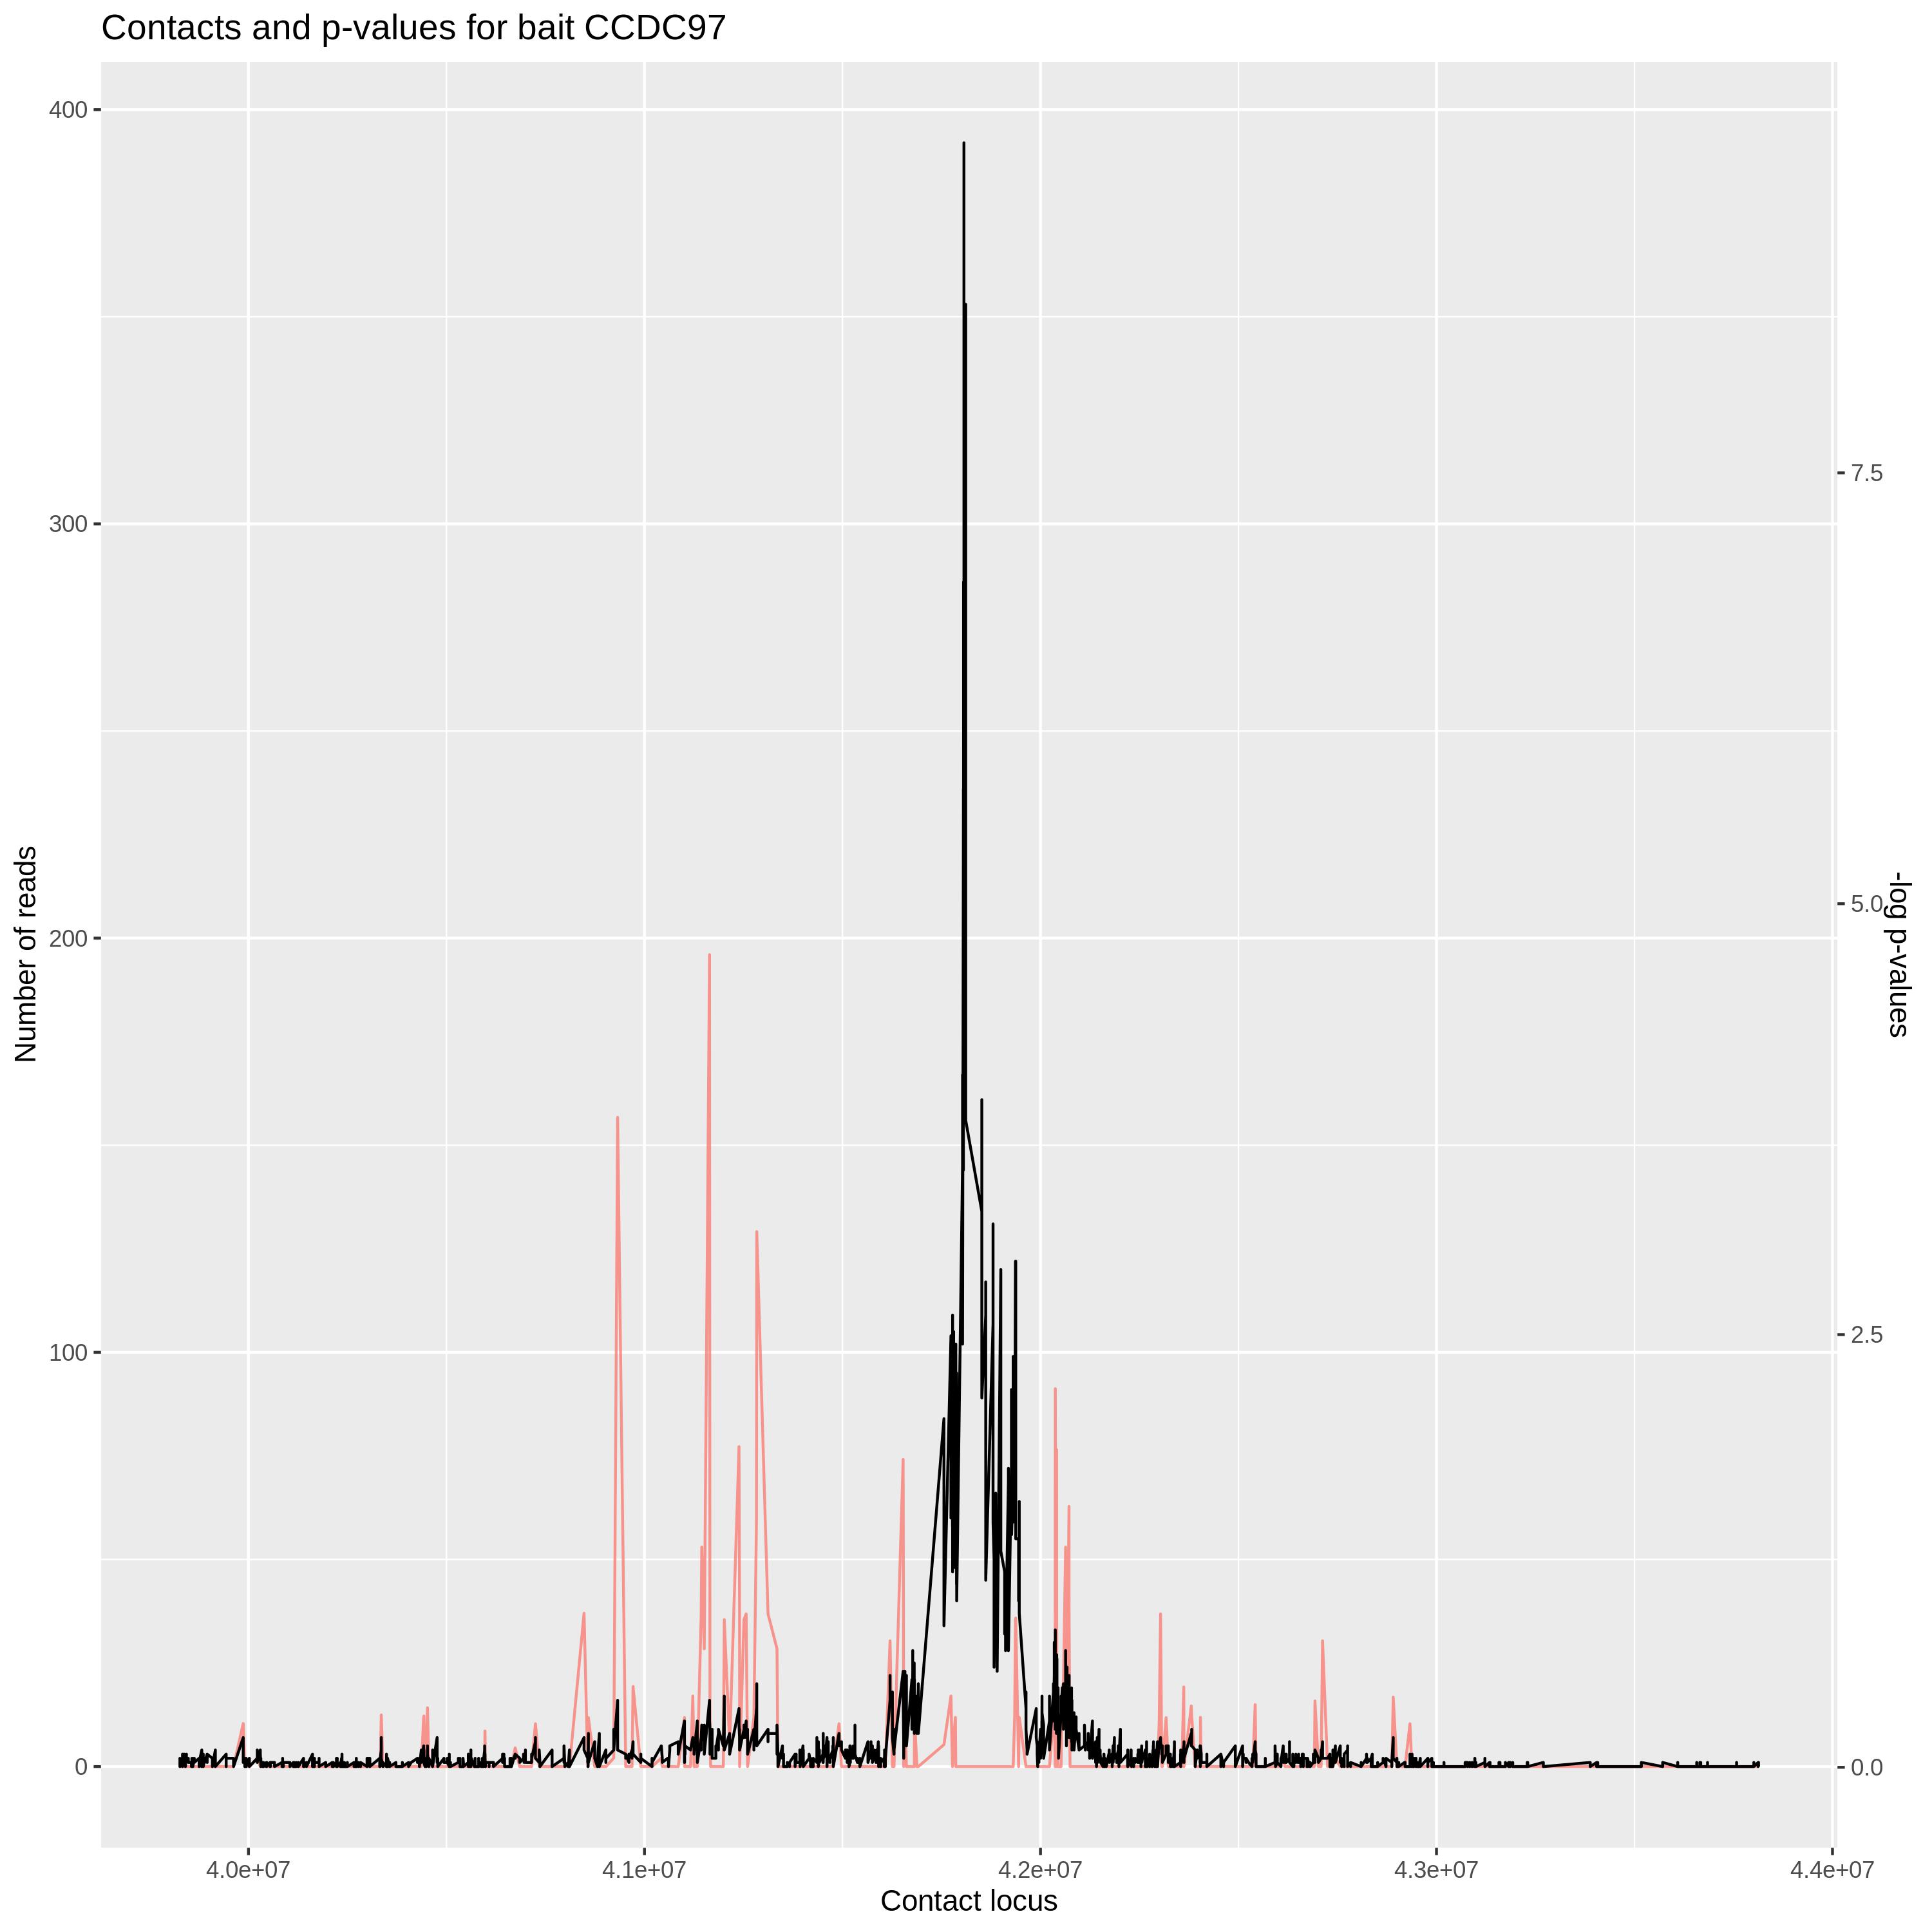 Contacts and p-values for bait CCDC97
400
300
200
100
0
Number of reads
7.5
5.0
2.5
0.0
-log p-values
4.0e+07
4.1e+07
4.2e+07
4.3e+07
4.4e+07
Contact locus